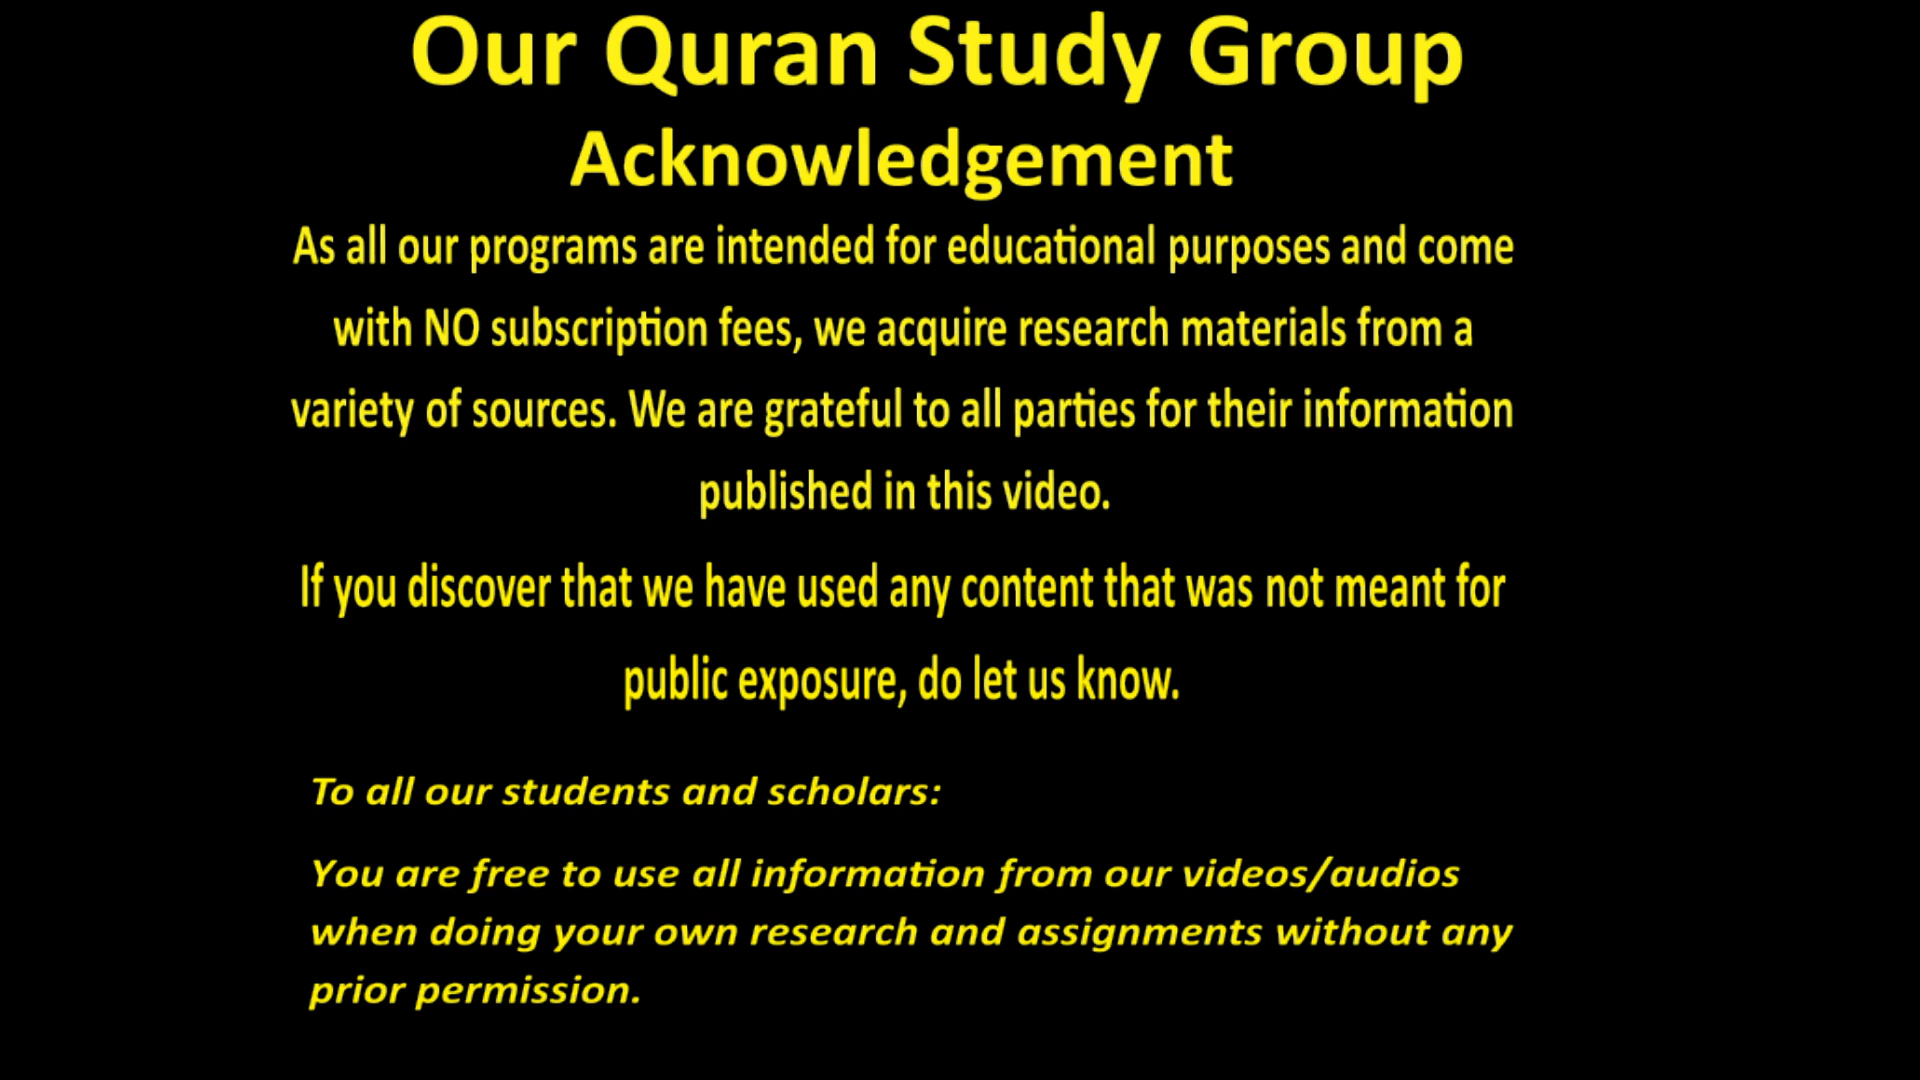 Our Quran Study Group
Acknowledgement
As all our programs are intended for educational purposes and come
with NO subscription fees, we acquire research materials from a
variety of sources. We are grateful to all parties for their information
published in this video.
If you discover that we have used any content that was not meant for
public exposure, do let us know.
To all our students and scholars:
You are free to use all information from our videos/audios
when doing your own research and assignments without any
prior permission.